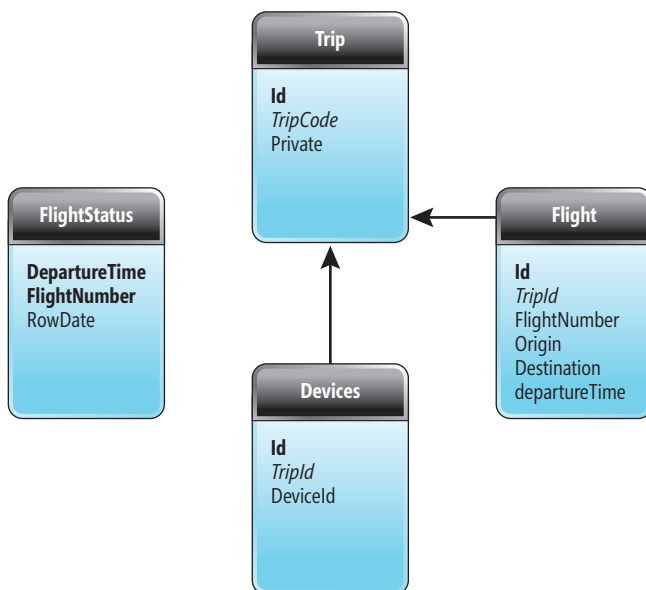 Trip
Id
TripCode
Private
FlightStatus
DepartureTime
FlightNumber
RowDate
Flight
Id
TripId
FlightNumber
Origin
Destination
departureTime
Devices
Id
TripId
DeviceId